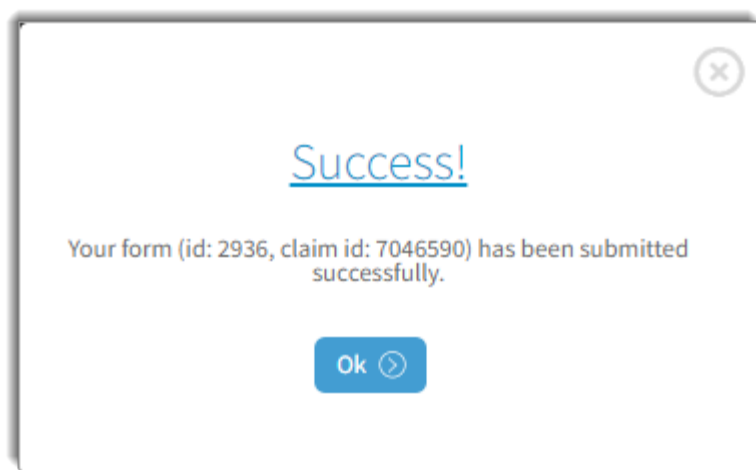 Success!
Your form (id: 2936, claim id: 7046590) has been submitted
successfully.
Ok